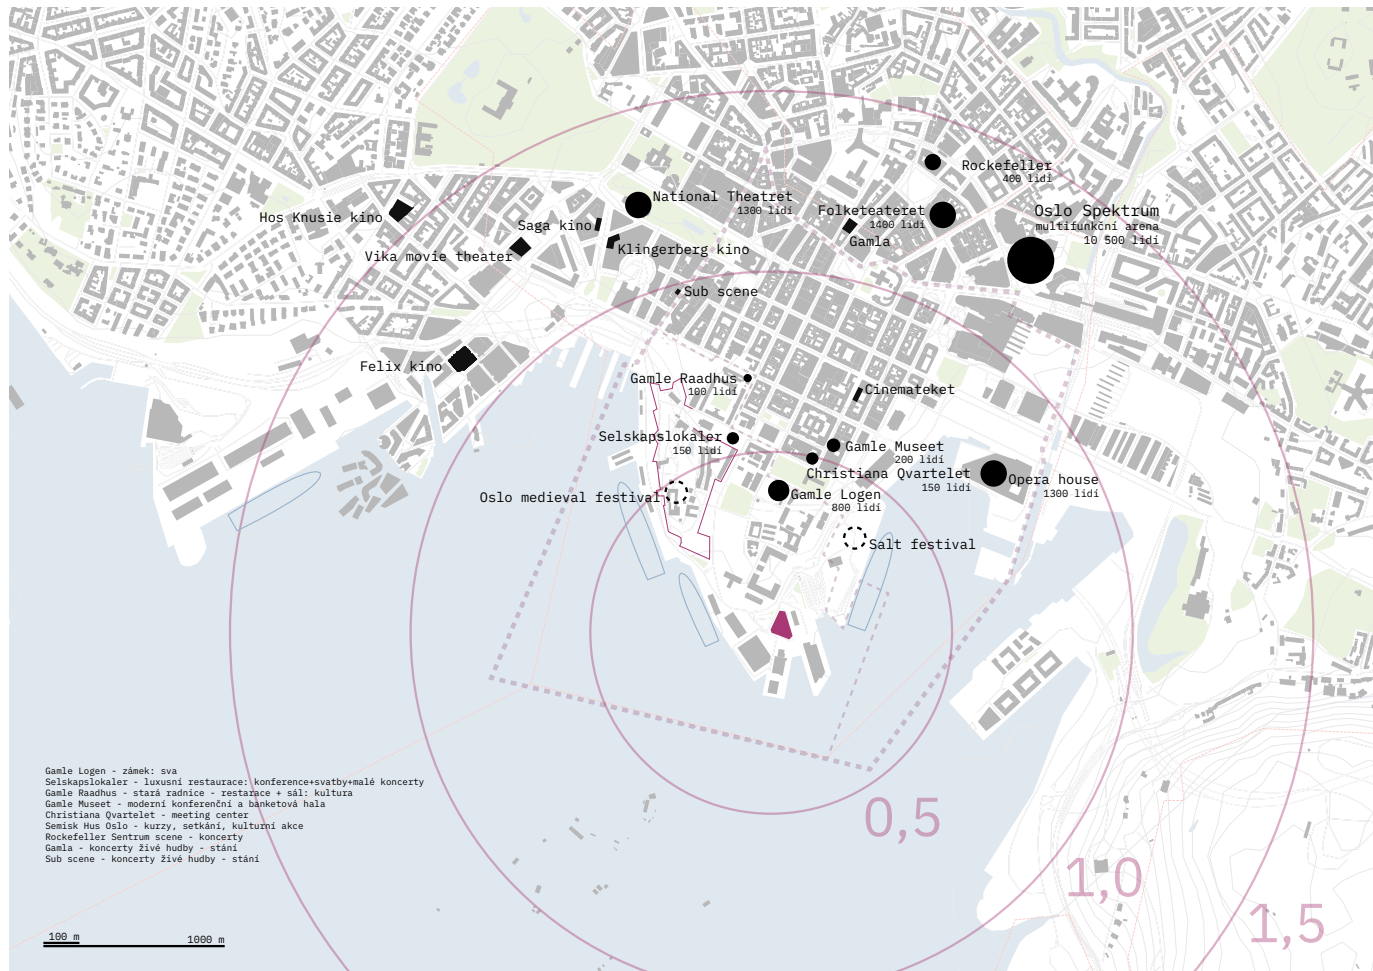 Rockefeller
400 lidí
National Theatret
1300 lidí
Hos Knusie kino
Saga kino
Folketeateret
1400 lidí
Oslo Spektrum
multifunkční arena
10 500 lidí
Vika movie theater
Klingerberg kino
Gamla
Sub scene
Felix kino
Gamle Raadhus
100 lidí
Cinemateket
Selskapslokaler
150 lidí
Gamle Museet
200 lidí
Christiana Qvartelet
150 lidí
Opera house
1300 lidí
Oslo medieval festival
Gamle Logen
800 lidí
Salt festival
0,5
1,0
1,5
Gamle Logen - zámek: sva
Selskapslokaler - luxusní restaurace: konference+svatby+malé koncerty
Gamle Raadhus - stará radnice - restarace + sál: kultura
Gamle Museet - moderní konferenční a banketová hala
Christiana Qvartelet - meeting center
Semisk Hus Oslo - kurzy, setkání, kulturní akce
Rockefeller Sentrum scene - koncerty
Gamla - koncerty živé hudby - stání
Sub scene - koncerty živé hudby - stání
100 m
1000 m